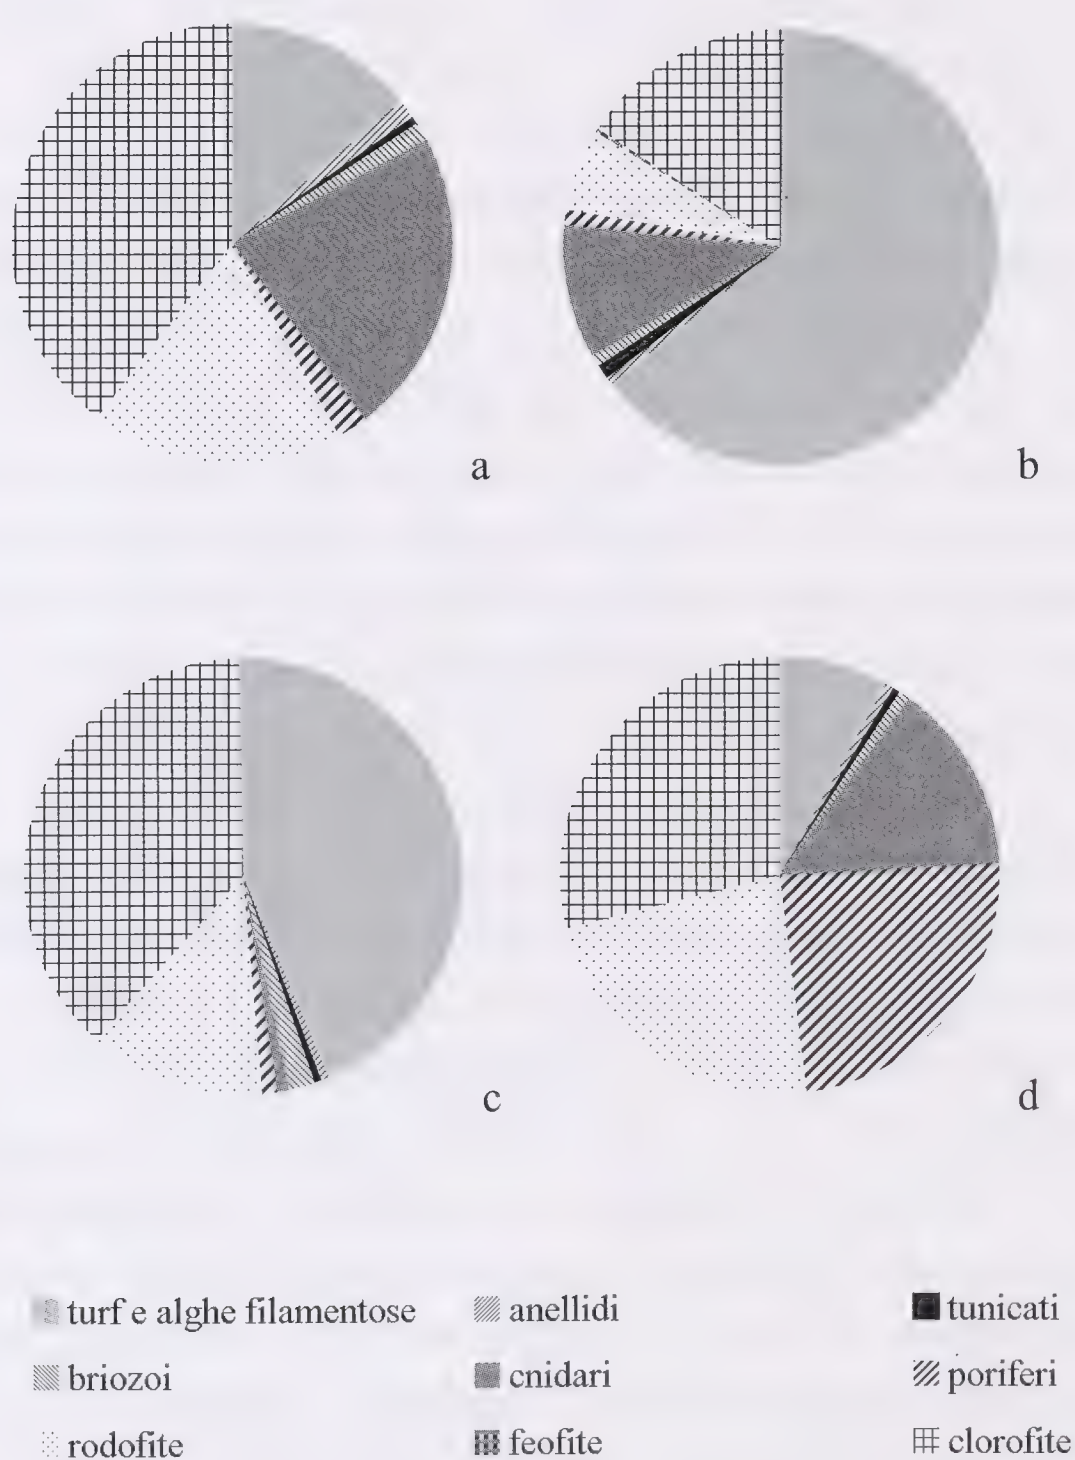 a
b
c
d
turf e alghe filamentose anellidi tunicati
briozoi cnidari poriferi
rodofite feofite clorofite